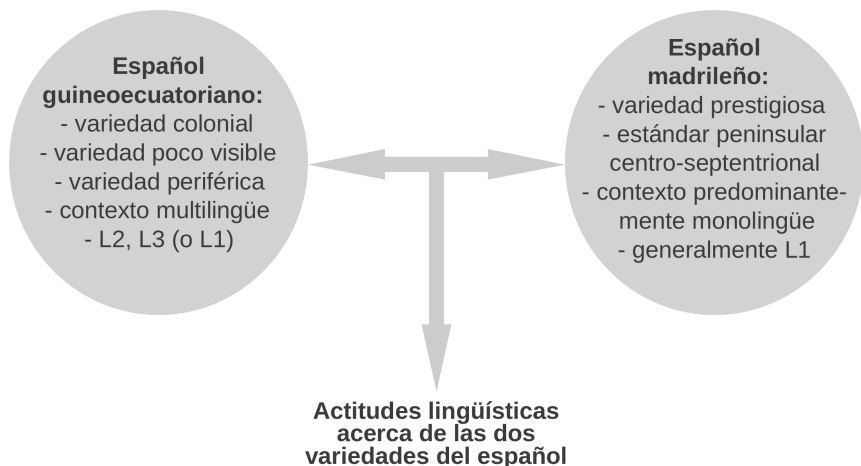 Español
guineoecuatoriano:
- variedad colonial
- variedad poco visible
- variedad periférica
- contexto multilingüe
- L2, L3 (o L1)
Español
madrileño:
- variedad prestigiosa
- estándar peninsular
centro-septentrional
- contexto predominante-
mente monolingüe
- generalmente L1
Actitudes lingüísticas
acerca de las dos
variedades del español